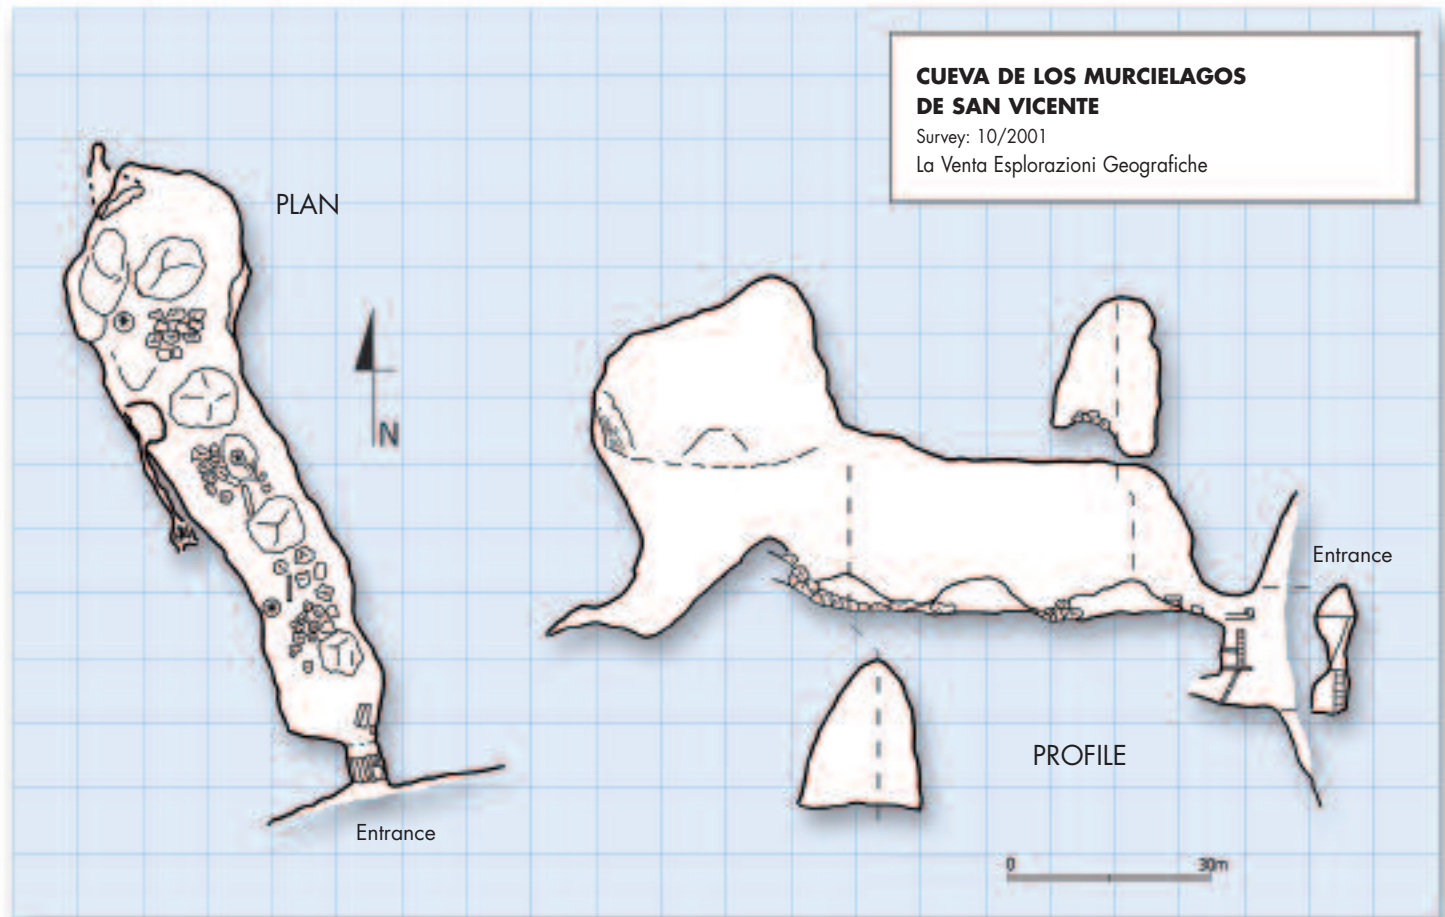 CUEVA DE LOS MURCIELAGOS
DE SAN VICENTE
Survey: 10/2001
La Venta Esplorazioni Geografiche
PLAN
N
Entrance
Entrance
PROFILE
0 30m